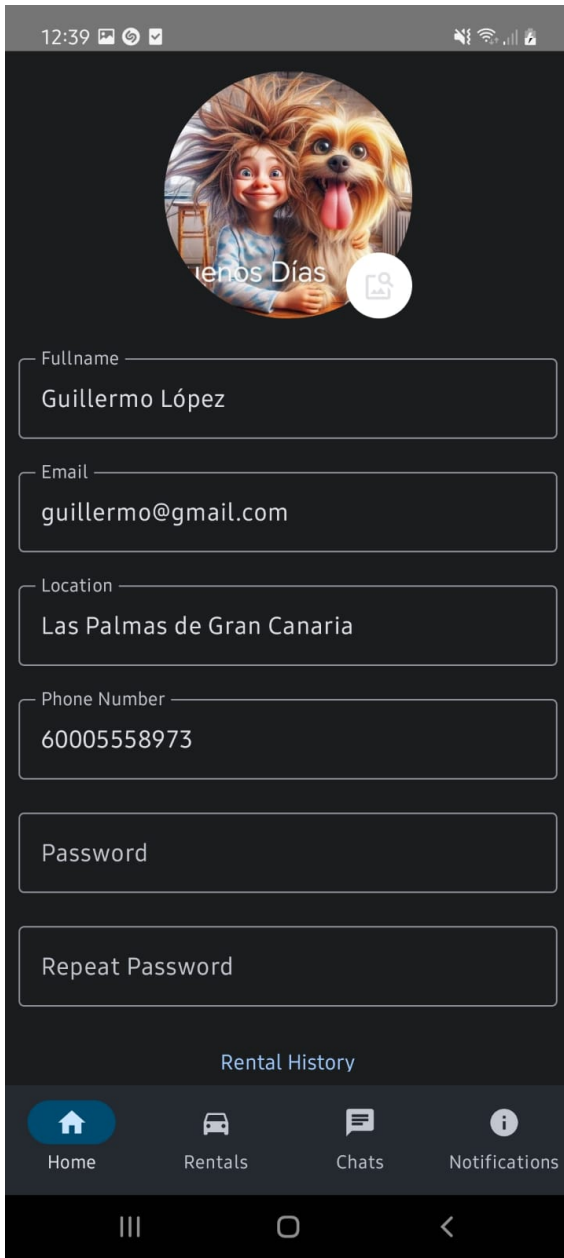 12:39
uenos Días
Fullname
Guillermo López
Email
guillermo@gmail.com
Location
Las Palmas de Gran Canaria
Phone Number
60005558973
Password
Repeat Password
Rental History
Home
Rentals
Chats
Notifications